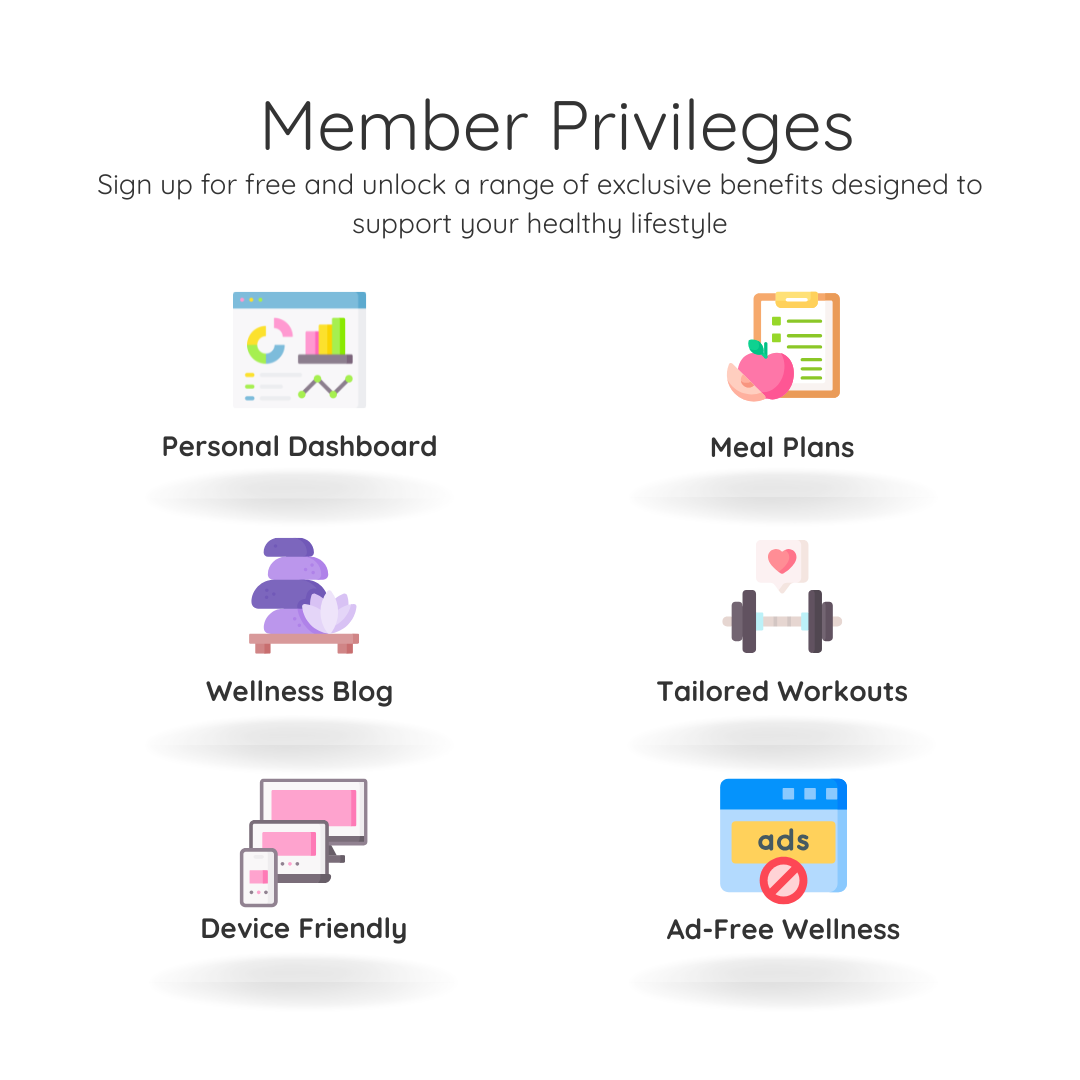 Member Privileges
Sign up for free and unlock a range of exclusive benefits designed to
support your healthy lifestyle
Personal Dashboard
Meal Plans
Wellness Blog
Tailored Workouts
ads
Device Friendly
Ad-Free Wellness